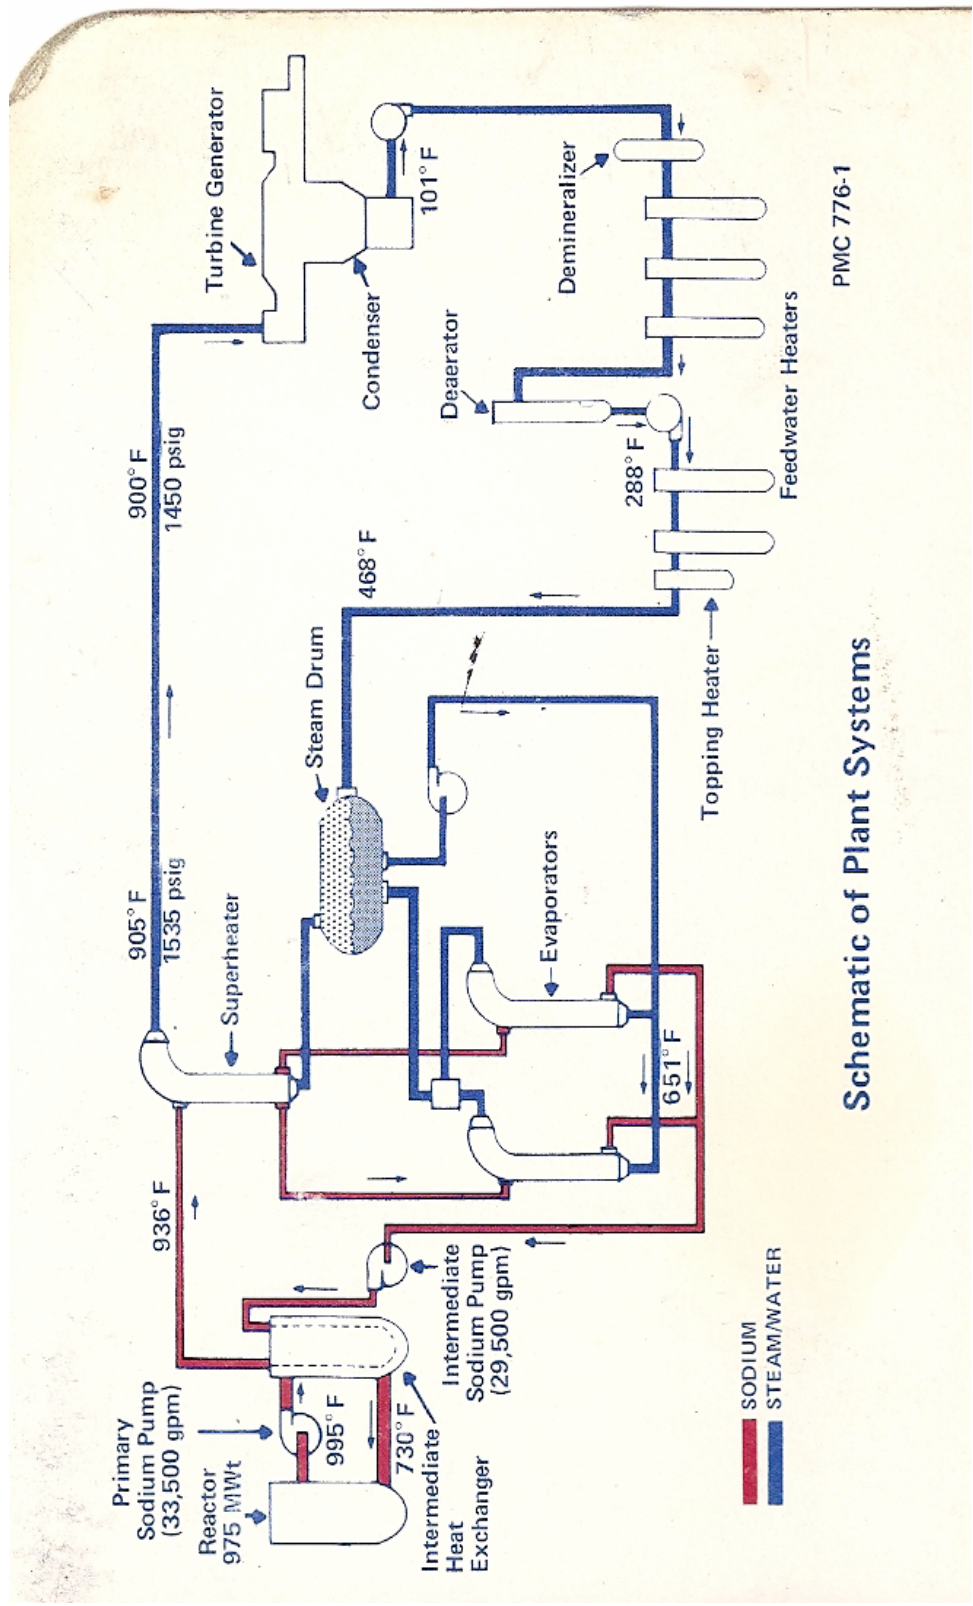 Primary
Sodium Pump
(33,500 gpm)
Reactor
975 MWt
995° F
730° F
Intermediate
Heat
Exchanger
936° F
Intermediate
Sodium Pump
(29,500 gpm)
Superheater
905° F
1535 psig
900° F
1450 psig
Turbine Generator
Condenser
101° F
Steam Drum
468° F
Deaerator
Demineralizer
288° F
Evaporators
651° F
Topping Heater
Feedwater Heaters
PMC 776-1
SODIUM
STEAM/WATER
Schematic of Plant Systems